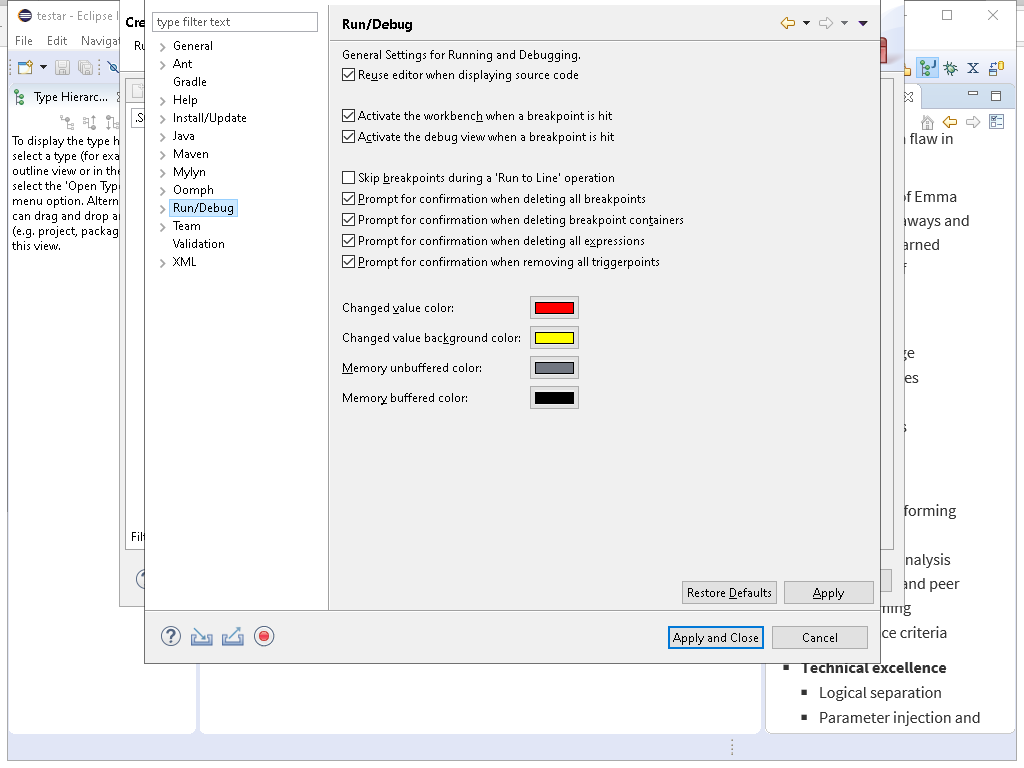 testar - Eclipse I
File Edit Navigat
Type Hierarc...
To display the type h
select a type (for exa
outline view or in the
select the 'Open Type
menu option. Altern
can drag and drop a
(e.g. project, packag
this view.
Cre
Ru
.S
Filt
type filter text
General
Ant
Gradle
Help
Install/Update
Java
Maven
Mylyn
Oomph
Run/Debug
Team
Validation
XML
Run/Debug
General Settings for Running and Debugging.
Reuse editor when displaying source code
Activate the workbench when a breakpoint is hit
Activate the debug view when a breakpoint is hit
Skip breakpoints during a 'Run to Line' operation
Prompt for confirmation when deleting all breakpoints
Prompt for confirmation when deleting breakpoint containers
Prompt for confirmation when deleting all expressions
Prompt for confirmation when removing all triggerpoints
Changed value color:
Changed value background color:
Memory unbuffered color:
Memory buffered color:
Restore Defaults Apply
Apply and Close Cancel
flaw in
of Emma
aways and
arned
f
ge
es
s
forming
nalysis
and peer
ning
ce criteria
Technical excellence
Logical separation
Parameter injection and